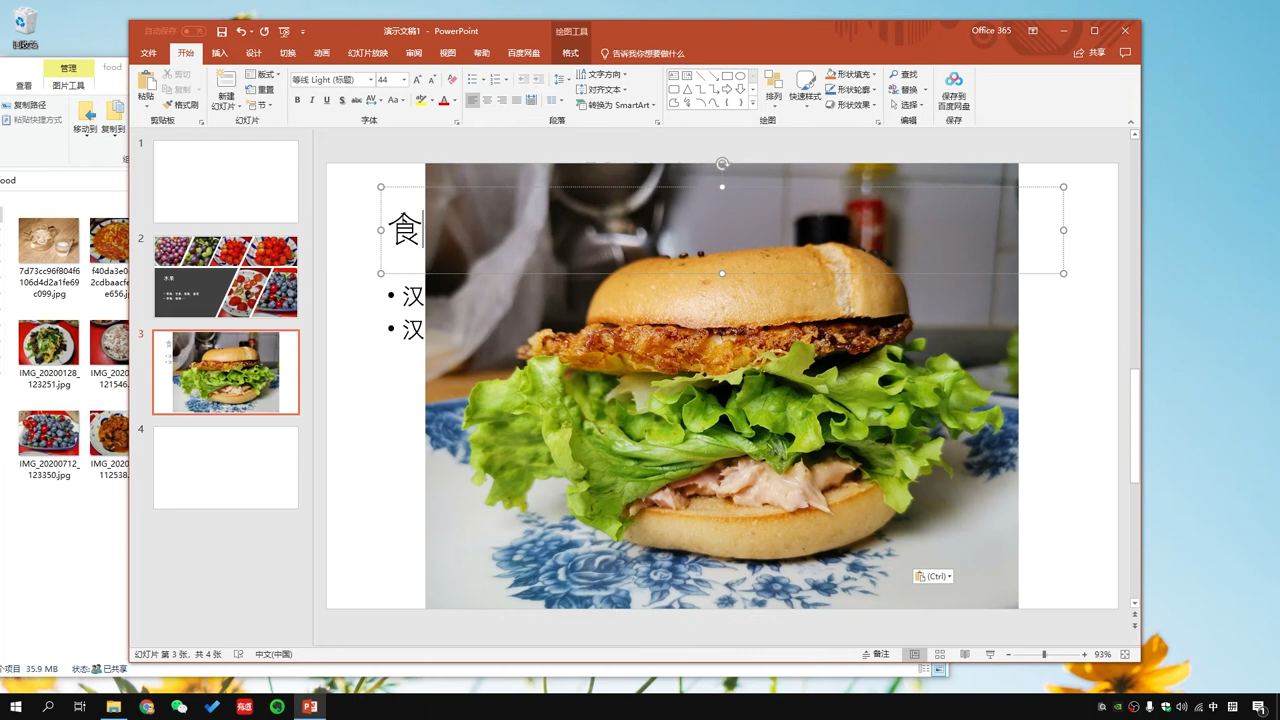 回收站
自动保存
演示文稿1 - PowerPoint
绘图工具
Office 365
文件
开始
插入
设计
切换
动画
幻灯片放映
审阅
视图
帮助
百度网盘
格式
告诉我你想要做什么
共享
粘贴
剪切
复制
格式刷
剪贴板
新建
幻灯片
版式
重置
节
幻灯片
等线 Light (标题)
44
字体
文字方向
对齐文本
转换为 SmartArt
段落
排列
快速样式
形状填充
形状轮廓
形状效果
绘图
查找
替换
选择
编辑
保存到
百度网盘
保存
管理
food
查看
图片工具
复制路径
粘贴快捷方式
移动到
复制到
ood
7d73cc96f804f6
106d4d2a1fe69
c099.jpg
f40da3e0
2cdbaacfe
e656.j
IMG_20200128_
123251.jpg
IMG_2020
121546.
IMG_20200712_
123350.jpg
IMG_2020
112538.
1
2
水果
3
4
食
• 汉
• 汉
(Ctrl)
个项目 35.9 MB
状态:
已共享
幻灯片 第 3 张，共 4 张
中文(中国)
备注
93%
有道
中
拼